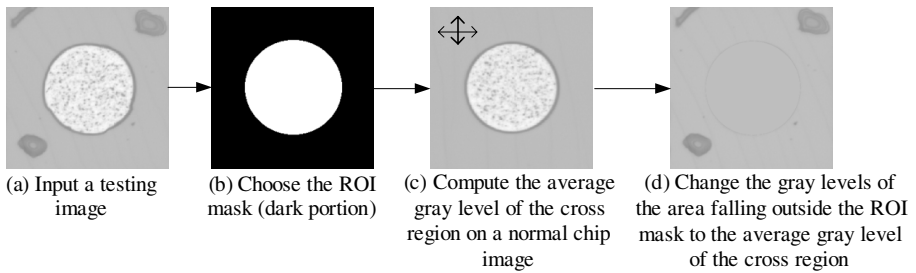 (a) Input a testing
image
(b) Choose the ROI
mask (dark portion)
(c) Compute the average
gray level of the cross
region on a normal chip
image
(d) Change the gray levels of
the area falling outside the ROI
mask to the average gray level
of the cross region